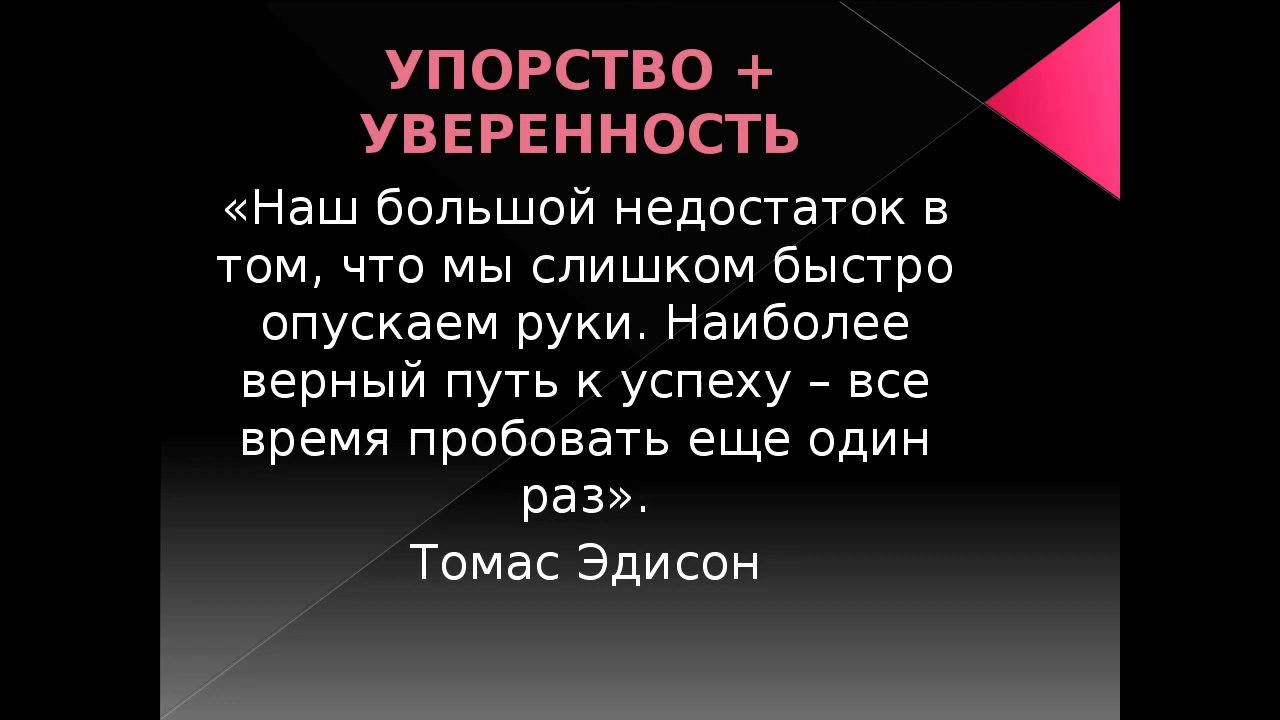 УПОРСТВО +
УВЕРЕННОСТЬ
«Наш большой недостаток в
том, что мы слишком быстро
опускаем руки. Наиболее
верный путь к успеху – все
время пробовать еще один
раз».
Томас Эдисон